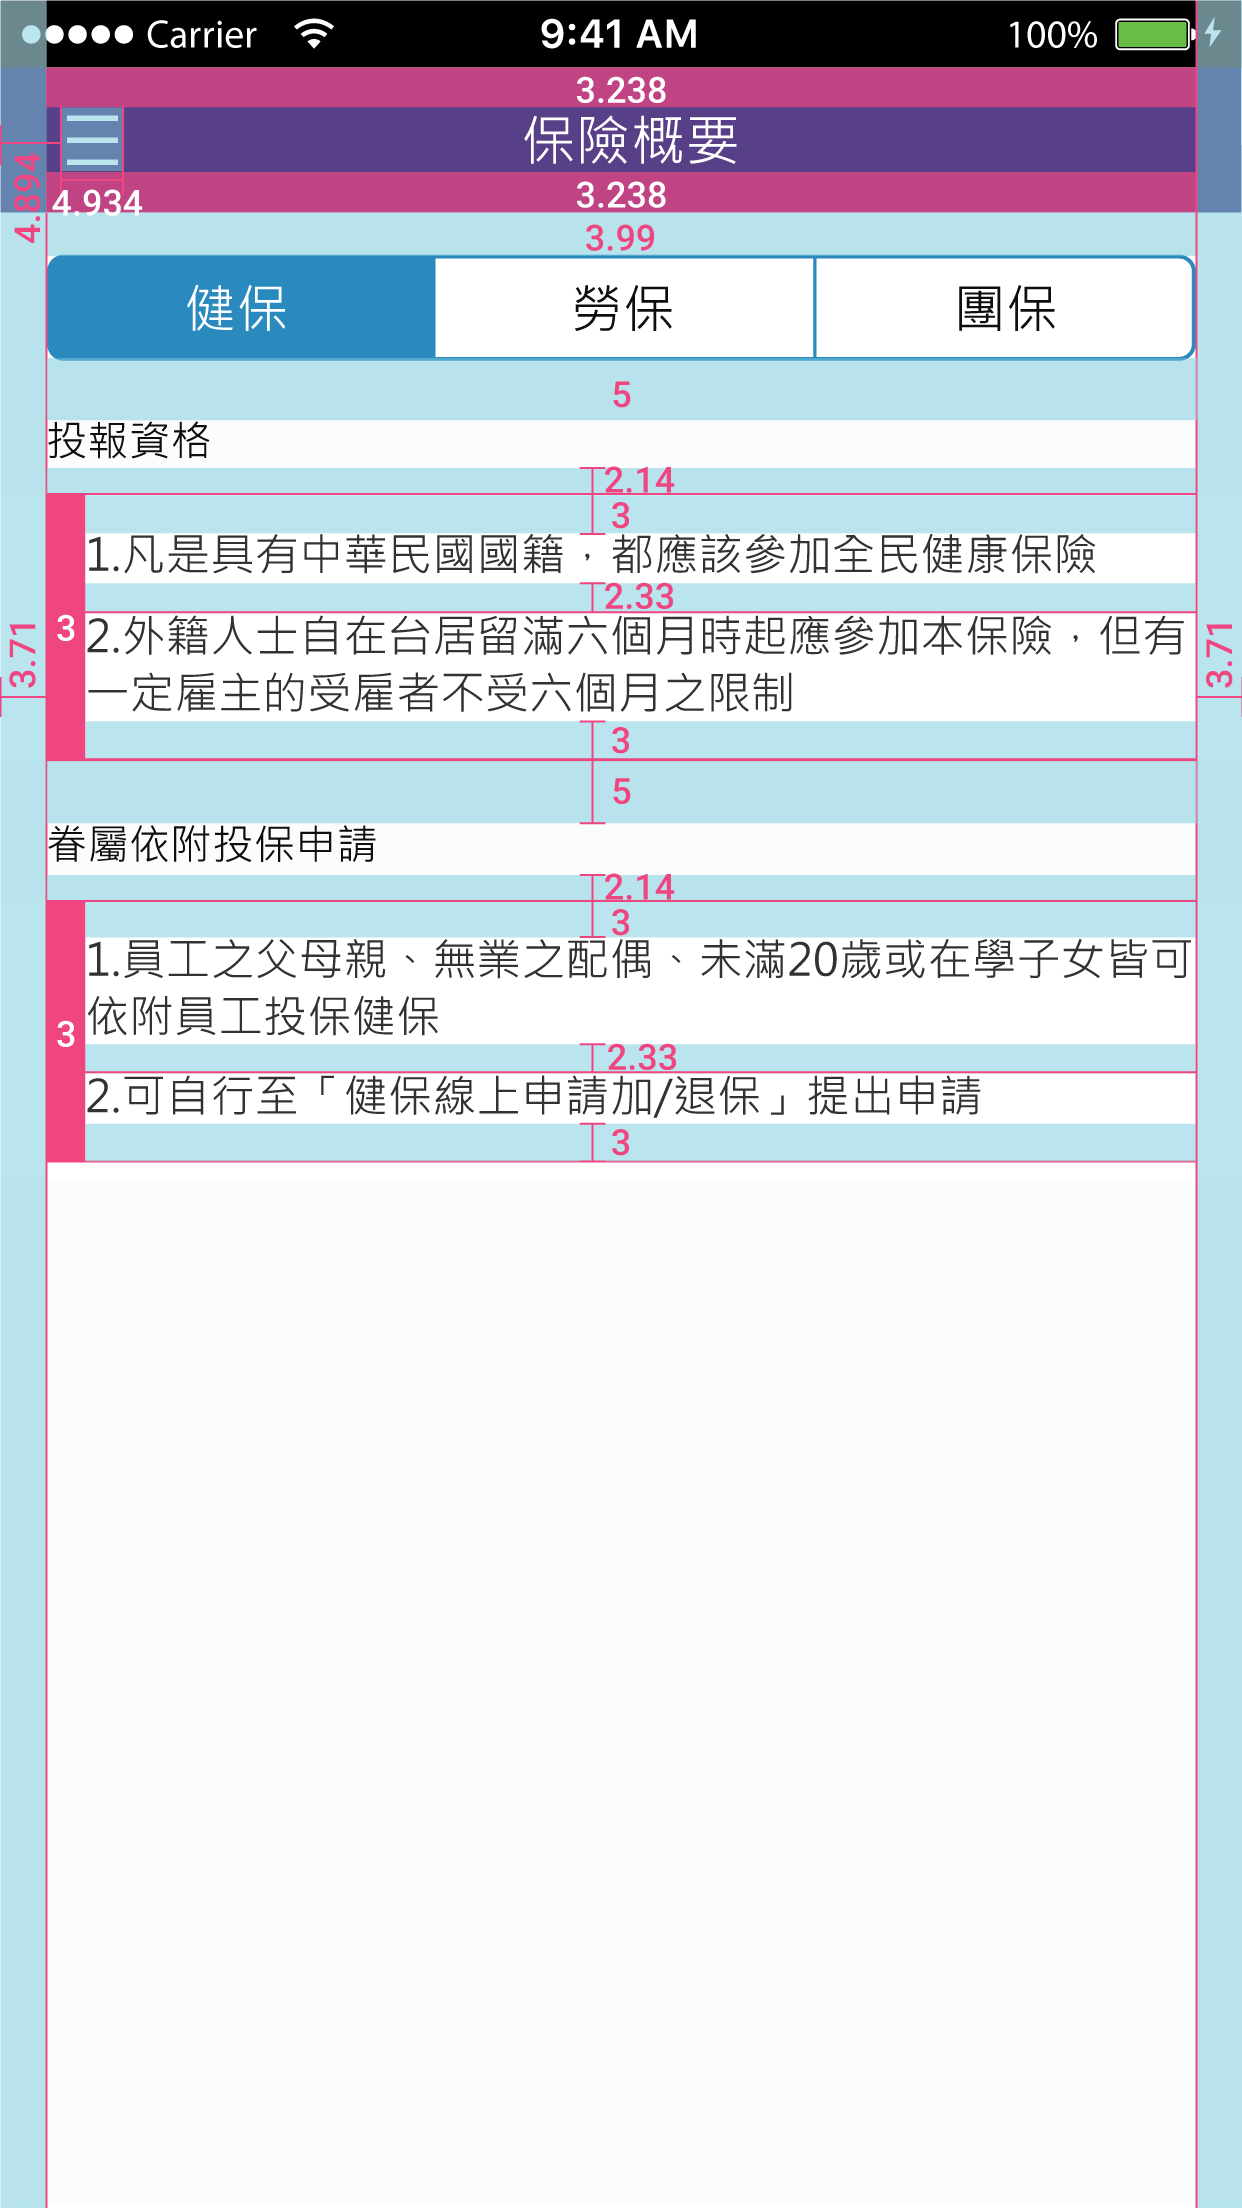 Carrier 9:41 AM 100%
3.238
保險概要
4.894
4.934
3.238
3.99
健保 勞保 團保
5
投報資格
2.14
3
1.凡是具有中華民國國籍，都應該參加全民健康保險
2.33
3
3.71
3.71
2.外籍人士自在台居留滿六個月時起應參加本保險，但有
一定雇主的受雇者不受六個月之限制
3
5
眷屬依附投保申請
2.14
3
1.員工之父母親、無業之配偶、未滿20歲或在學子女皆可
依附員工投保健保
3
2.33
2.可自行至「健保線上申請加/退保」提出申請
3